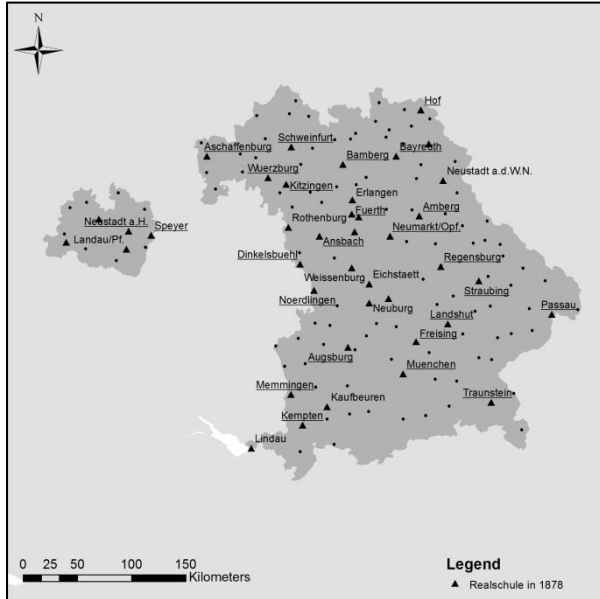 N
Hof
Schweinfurt
Aschaffenburg
Bayreuth
Bamberg
Wuerzburg
Neustadt a.d.W.N.
Kitzingen
Erlangen
Neustadt a.H.
Speyer
Rothenburg
Fuerth
Amberg
Landau/Pf.
Ansbach
Neumarkt/Opf.
Dinkelsbuehl
Regensburg
Weissenburg
Eichstaett
Straubing
Noerdlingen
Neuburg
Landshut
Passau
Freising
Augsburg
Muenchen
Memmingen
Kaufbeuren
Traunstein
Kempten
Lindau
Legend
0 25 50 100 150
Kilometers
Realschule in 1878